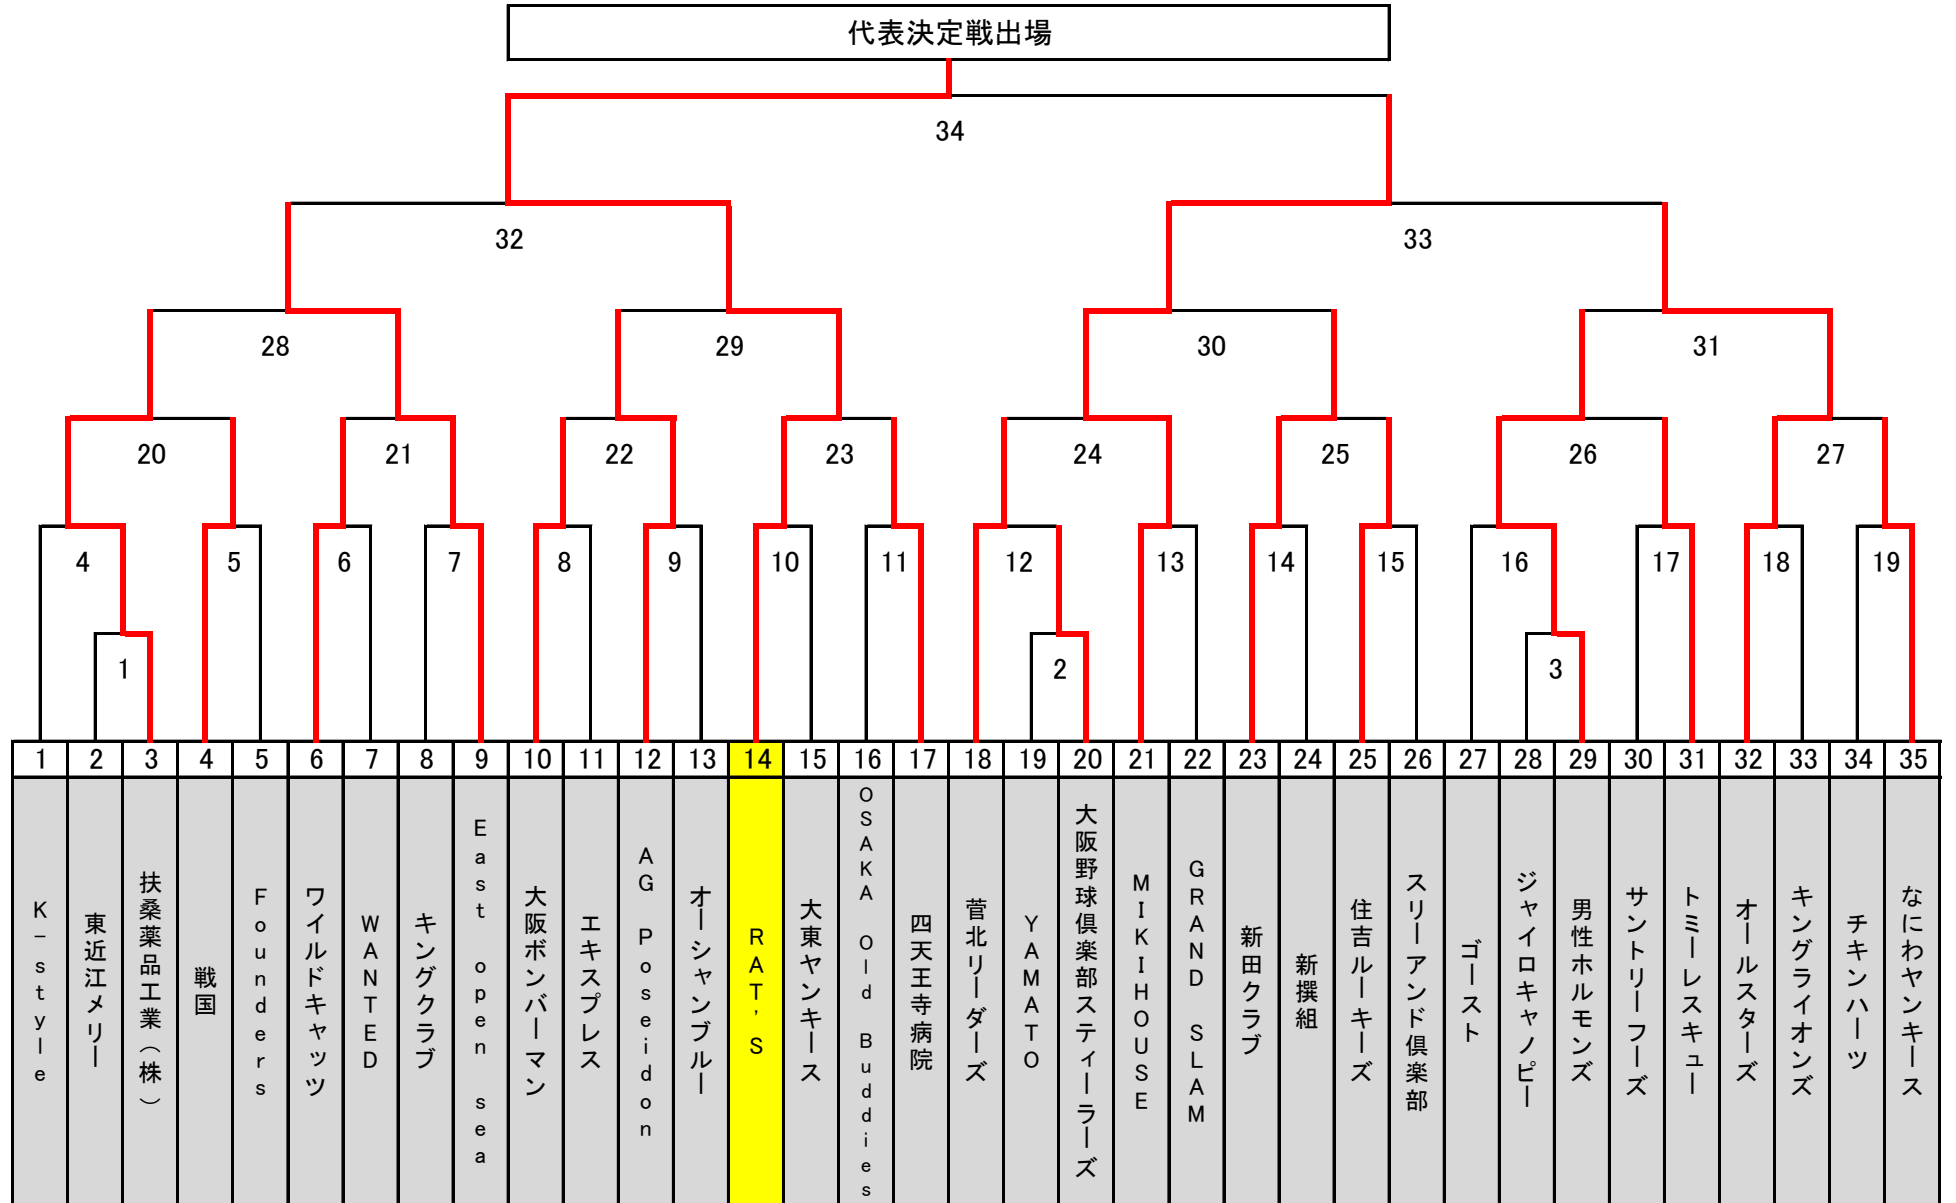 代表決定戦出場
34
32
33
28
29
30
31
20
21
22
23
24
25
26
27
4
5
6
7
8
9
10
11
12
13
14
15
16
17
18
19
1
2
3
1 2 3 4 5 6 7 8 9 10 11 12 13 14 15 16 17 18 19 20 21 22 23 24 25 26 27 28 29 30 31 32 33 34 35
K-style
東近江メリー
扶桑薬品工業(株)
戦国
Founders
ワイルドキャッツ
WANTED
キングクラブ
East open sea
大阪ボンバーマン
エキスプレス
AG Poseidon
オーシャンブルー
RAT'S
大東ヤンキース
OSAKA Old Buddies
四天王寺病院
菅北リーダーズ
YAMATO
大阪野球倶楽部スティーラーズ
MIKIHOUSE
GRAND SLAM
新田クラブ
新撰組
住吉ルーキーズ
スリーアンド倶楽部
ゴースト
ジャイロキャノピー
男性ホルモンズ
サントリーフーズ
トミーレスキュー
オールスターズ
キングライオンズ
チキンハーツ
なにわヤンキース